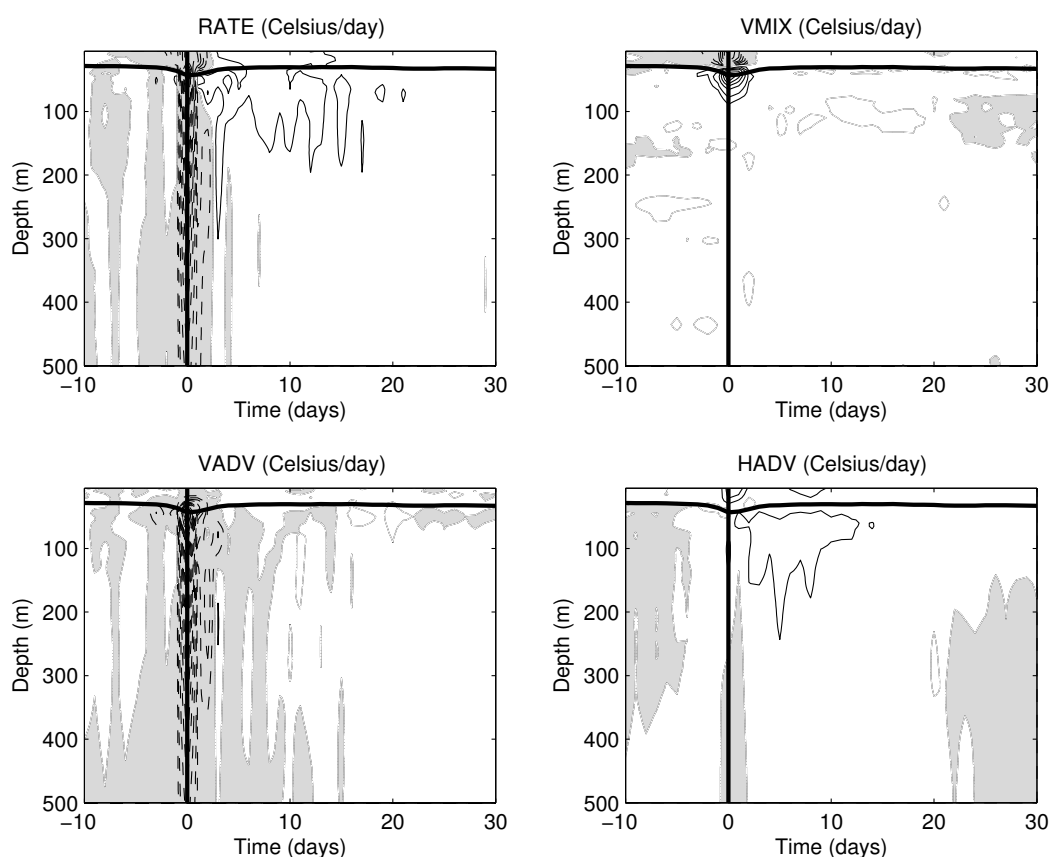 RATE (Celsius/day)
VMIX (Celsius/day)
100
200
300
400
500
Depth (m)
−10 0 10 20 30
Time (days)
100
200
300
400
500
Depth (m)
−10 0 10 20 30
Time (days)
VADV (Celsius/day)
HADV (Celsius/day)
100
200
300
400
500
Depth (m)
−10 0 10 20 30
Time (days)
100
200
300
400
500
Depth (m)
−10 0 10 20 30
Time (days)